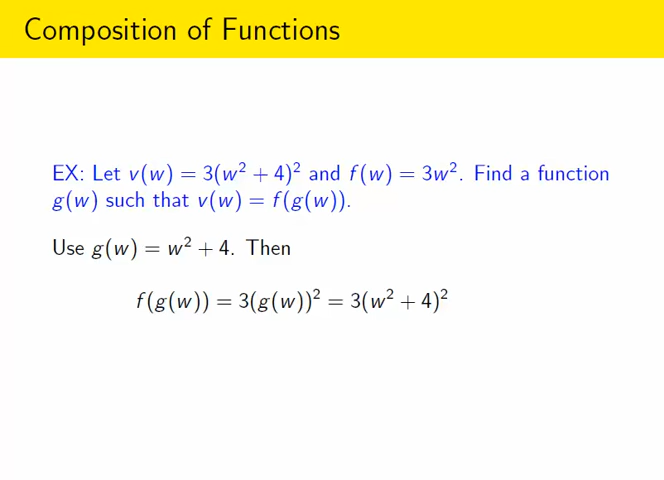 Composition of Functions
EX: Let v(w) = 3(w² + 4)² and f(w) = 3w². Find a function
g(w) such that v(w) = f(g(w)).
Use g(w) = w² + 4. Then
f(g(w)) = 3(g(w))² = 3(w² + 4)²